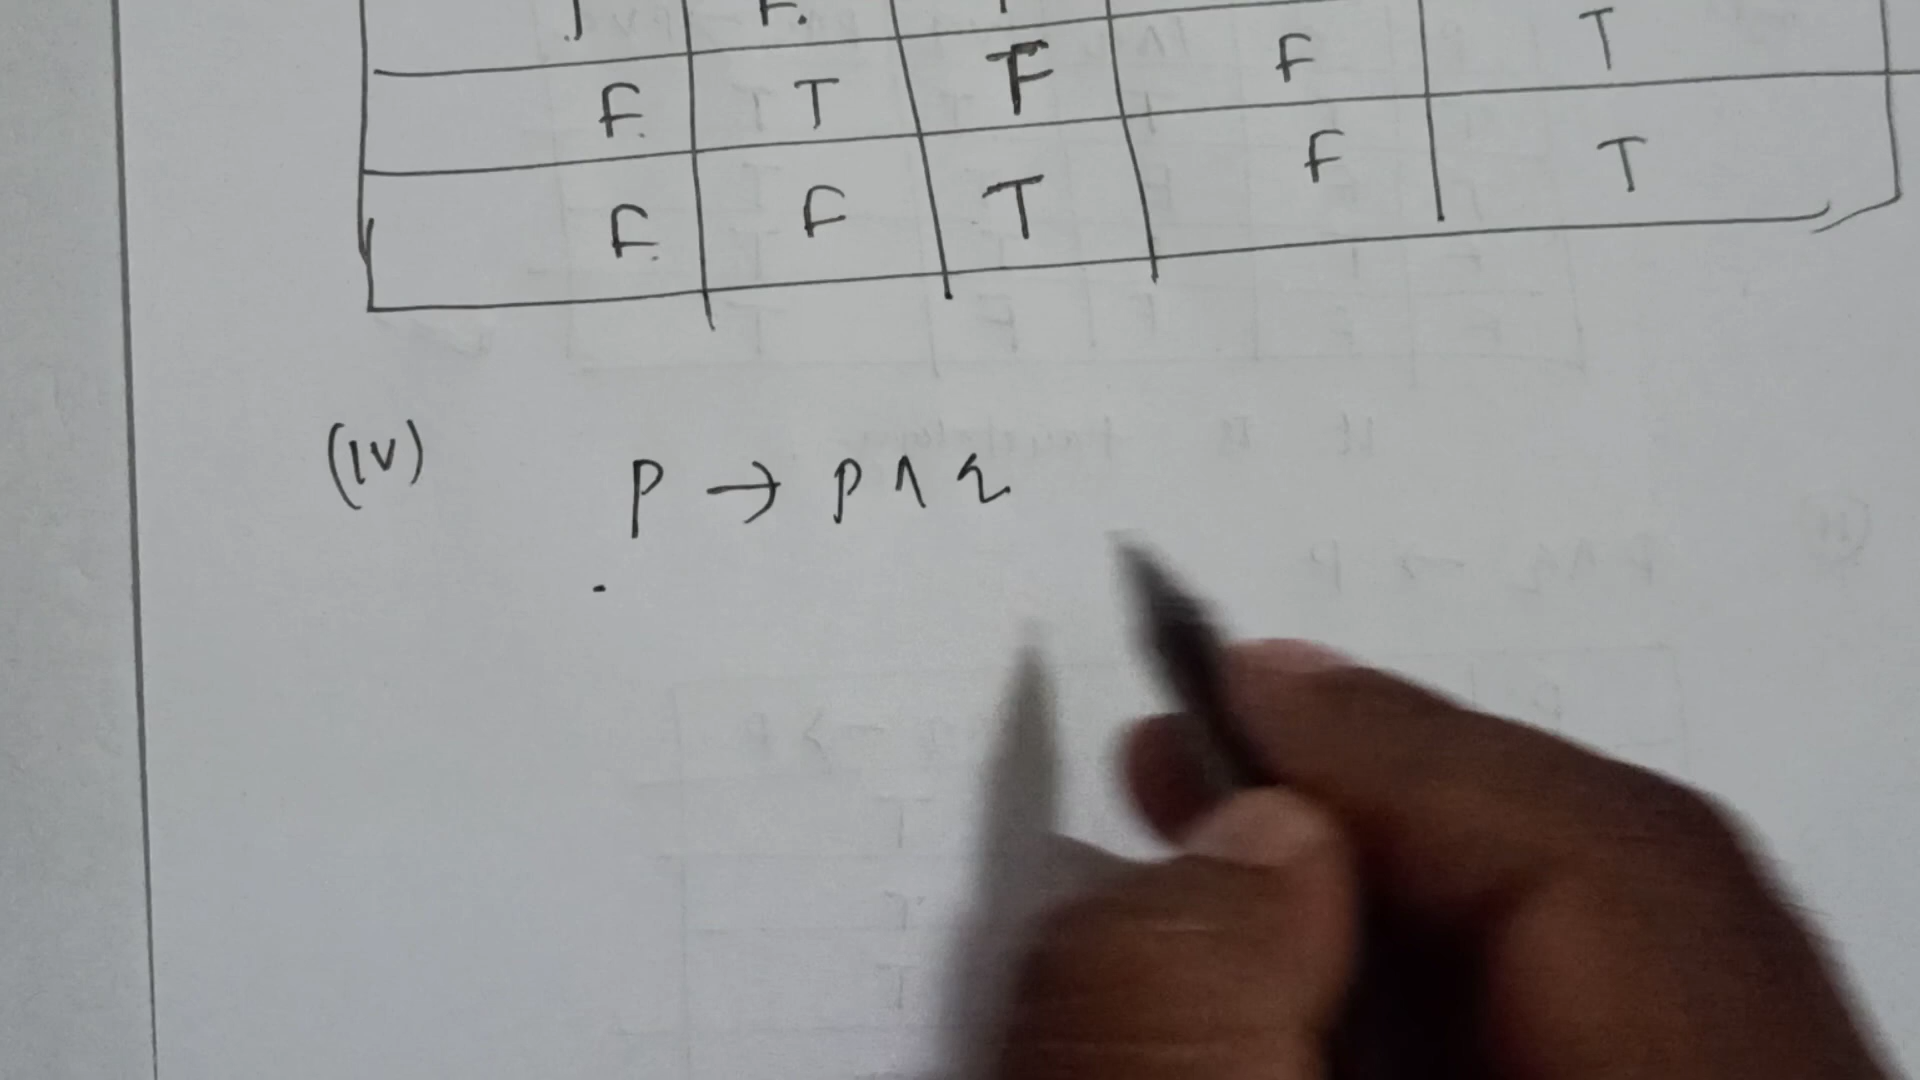 F.
F. T F F T
F. F T F T
(IV) P → P ∧ q